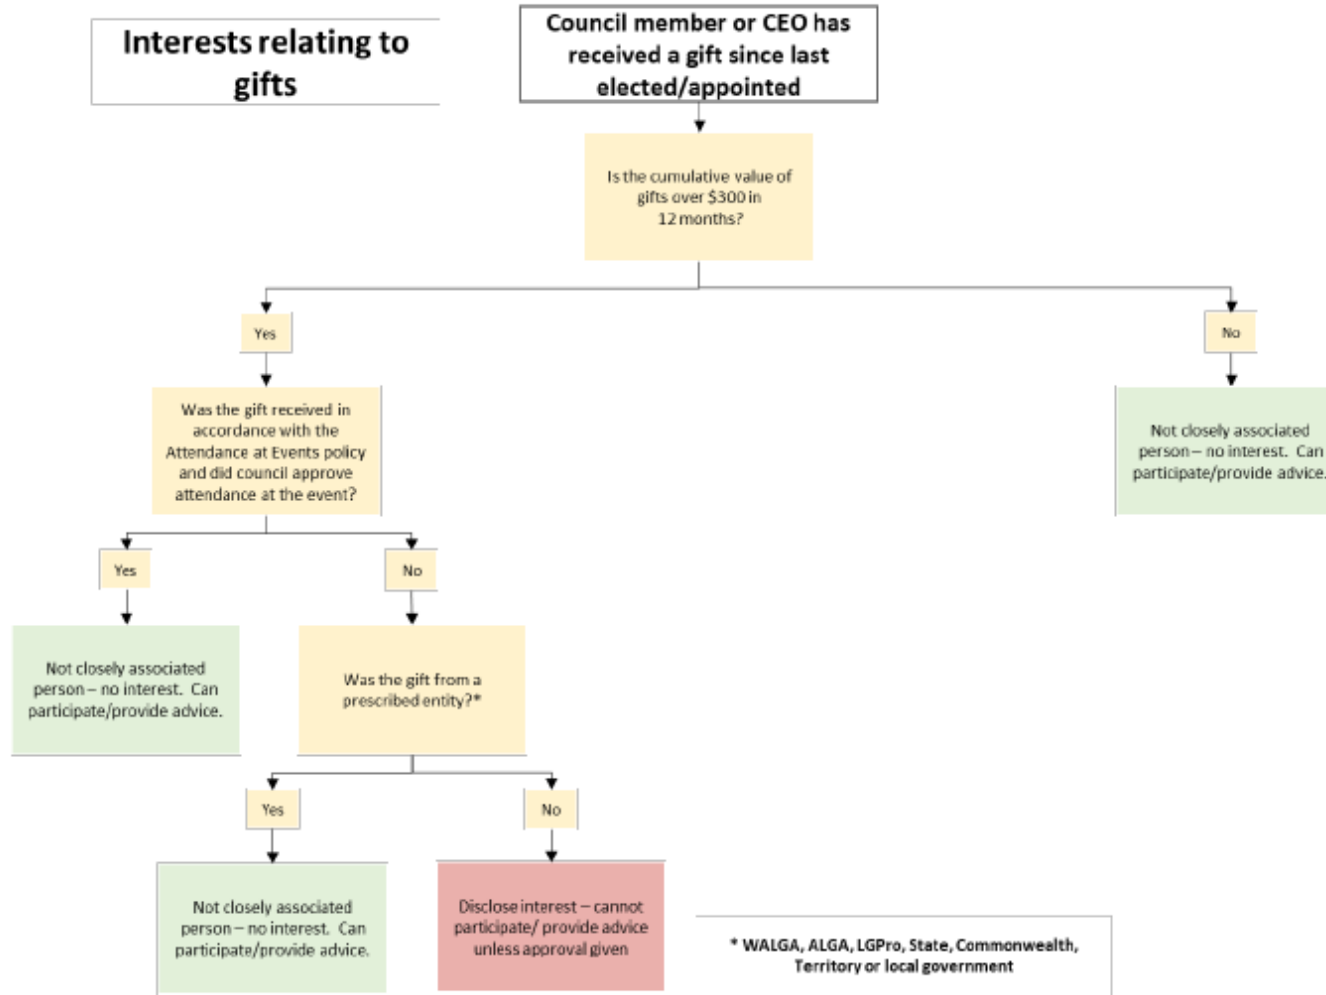 Interests relating to
gifts
Council member or CEO has
received a gift since last
elected/appointed
Is the cumulative value of
gifts over $300 in
12 months?
Yes
No
Was the gift received in
accordance with the
Attendance at Events policy
and did council approve
attendance at the event?
Not closely associated
person – no interest. Can
participate/provide advice.
Yes
No
Not closely associated
person – no interest. Can
participate/provide advice.
Was the gift from a
prescribed entity?*
Yes
No
Not closely associated
person – no interest. Can
participate/provide advice.
Disclose interest – cannot
participate/ provide advice
unless approval given
* WALGA, ALGA, LGPro, State, Commonwealth,
Territory or local government